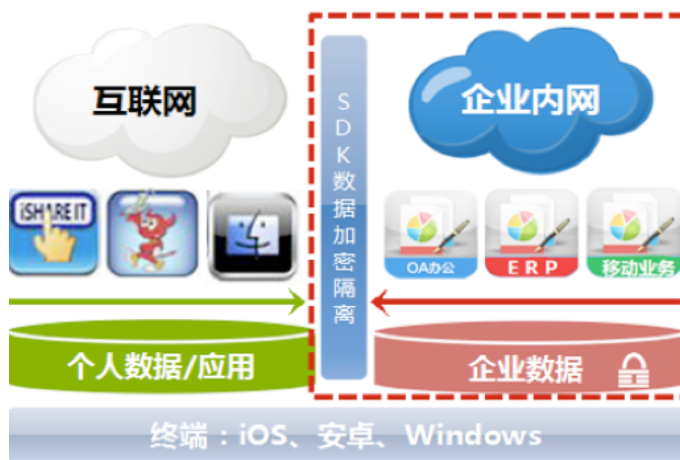 互联网
企业内网
SDK数据加密隔离
iSHARE IT
OA办公
ERP
移动业务
个人数据/应用
企业数据
终端：iOS、安卓、Windows